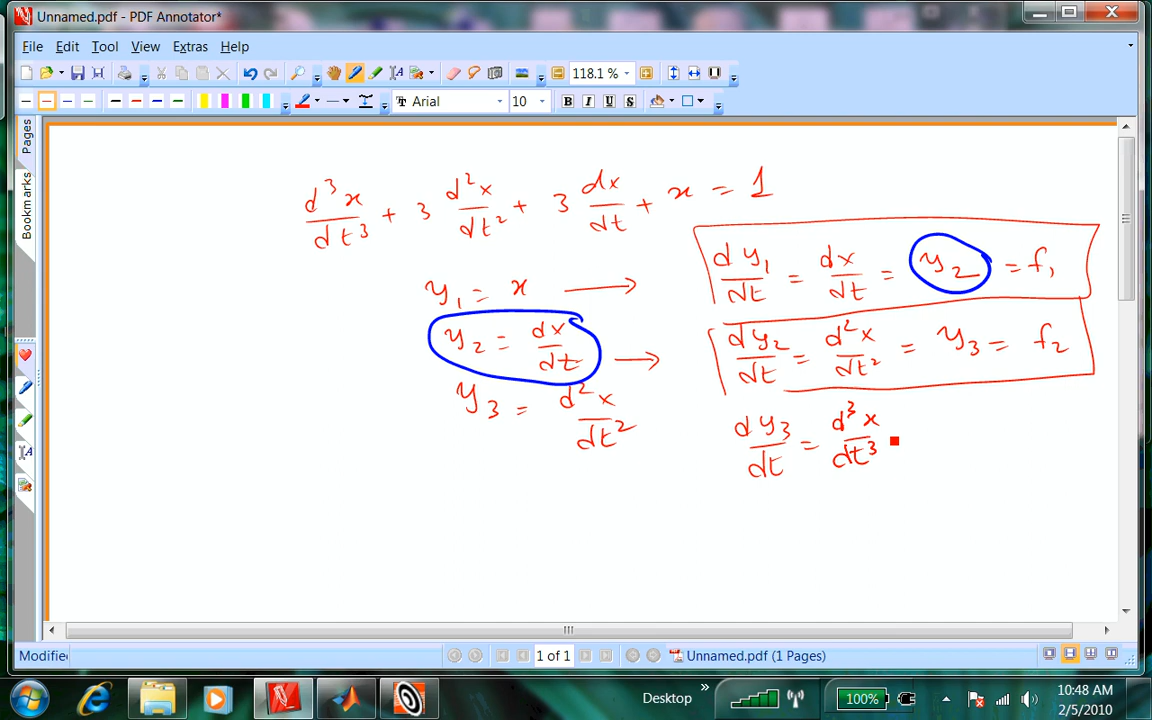 Unnamed.pdf - PDF Annotator*
File Edit Tool View Extras Help
118.1 %
Arial 10 B I U S
Pages
Bookmarks
d³x/dt³ + 3 d²x/dt² + 3 dx/dt + x = 1
dy₁/dt = dx/dt = y₂ = f₁
y₁ = x →
y₂ = dx/dt →
dy₂/dt = d²x/dt² = y₃ = f₂
y₃ = d²x/dt²
dy₃/dt = d³x/dt³
Modified
1 of 1
Unnamed.pdf (1 Pages)
Desktop »
100%
10:48 AM
2/5/2010